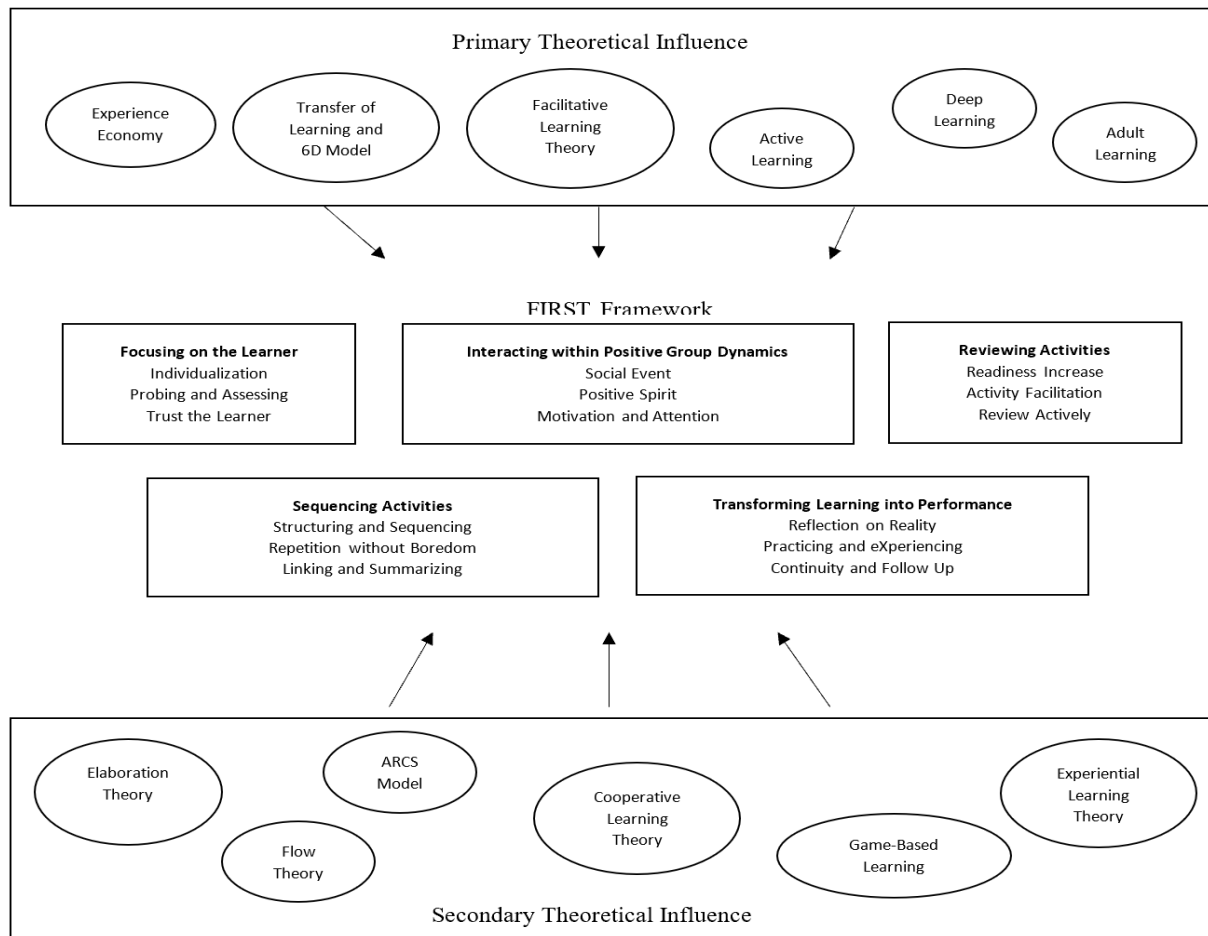 Primary Theoretical Influence
Experience
Economy
Transfer of
Learning and
6D Model
Facilitative
Learning
Theory
Active
Learning
Deep
Learning
Adult
Learning
FIRST Framework
Focusing on the Learner
Individualization
Probing and Assessing
Trust the Learner
Interacting within Positive Group Dynamics
Social Event
Positive Spirit
Motivation and Attention
Reviewing Activities
Readiness Increase
Activity Facilitation
Review Actively
Sequencing Activities
Structuring and Sequencing
Repetition without Boredom
Linking and Summarizing
Transforming Learning into Performance
Reflection on Reality
Practicing and eXperiencing
Continuity and Follow Up
Elaboration
Theory
Flow
Theory
ARCS
Model
Cooperative
Learning
Theory
Game-Based
Learning
Experiential
Learning
Theory
Secondary Theoretical Influence